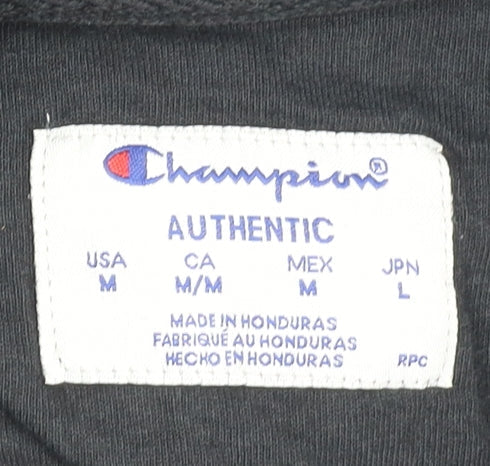 Champion®
AUTHENTIC
USA CA MEX JPN
M M/M M L
MADE IN HONDURAS
FABRIQUÉ AU HONDURAS
HECHO EN HONDURAS RPC